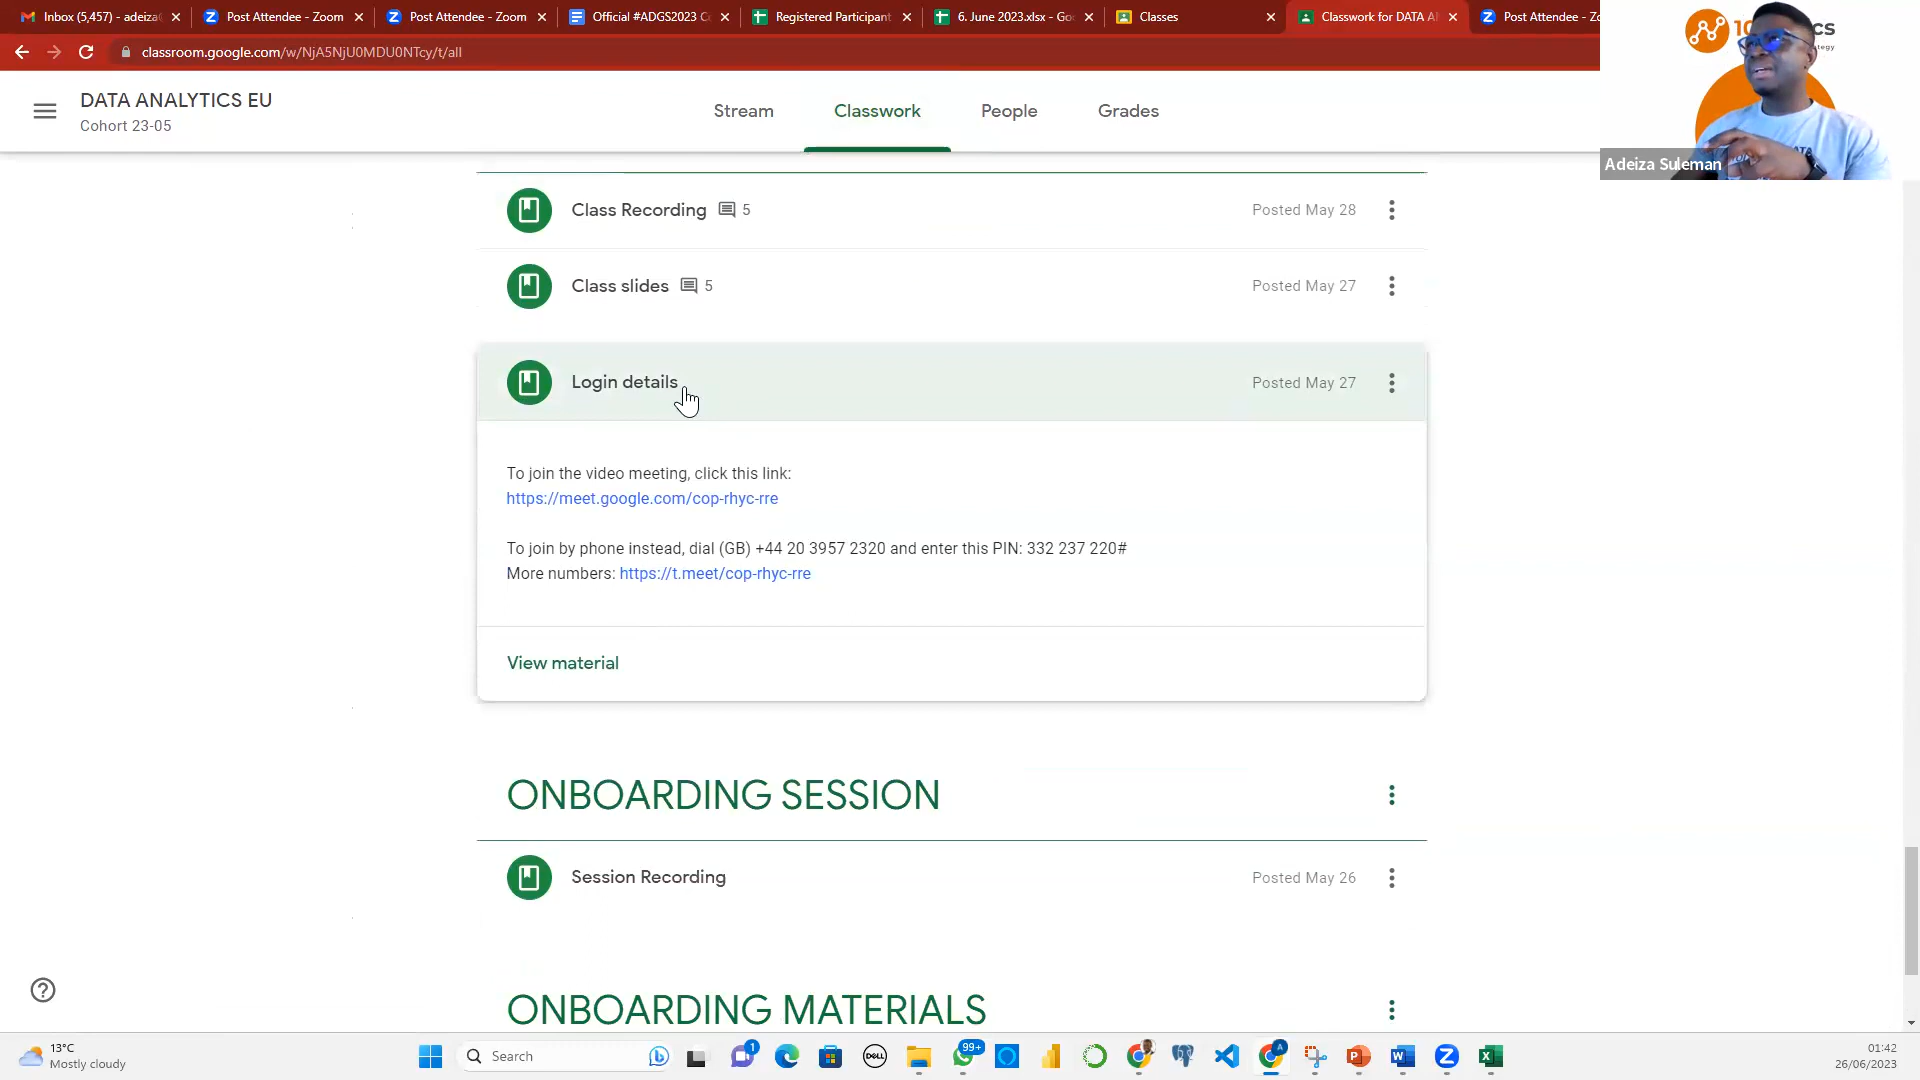 Inbox (5,457) - adeiza
Post Attendee - Zoom
Post Attendee - Zoom
Official #ADGS2023 C
Registered Participant
6. June 2023.xlsx - Go
Classes
Classwork for DATA A
Post Attendee - Zo
classroom.google.com/w/NjA5NjU0MDU0NTcy/t/all
Adeiza Suleman
DATA ANALYTICS EU
Cohort 23-05
Stream
Classwork
People
Grades
Class Recording 5 Posted May 28
Class slides 5 Posted May 27
Login details Posted May 27
To join the video meeting, click this link:
https://meet.google.com/cop-rhyc-rre
To join by phone instead, dial (GB) +44 20 3957 2320 and enter this PIN: 332 237 220#
More numbers: https://t.meet/cop-rhyc-rre
View material
ONBOARDING SESSION
Session Recording Posted May 26
ONBOARDING MATERIALS
13°C
Mostly cloudy
Search
1
DELL
99+
01:42
26/06/2023